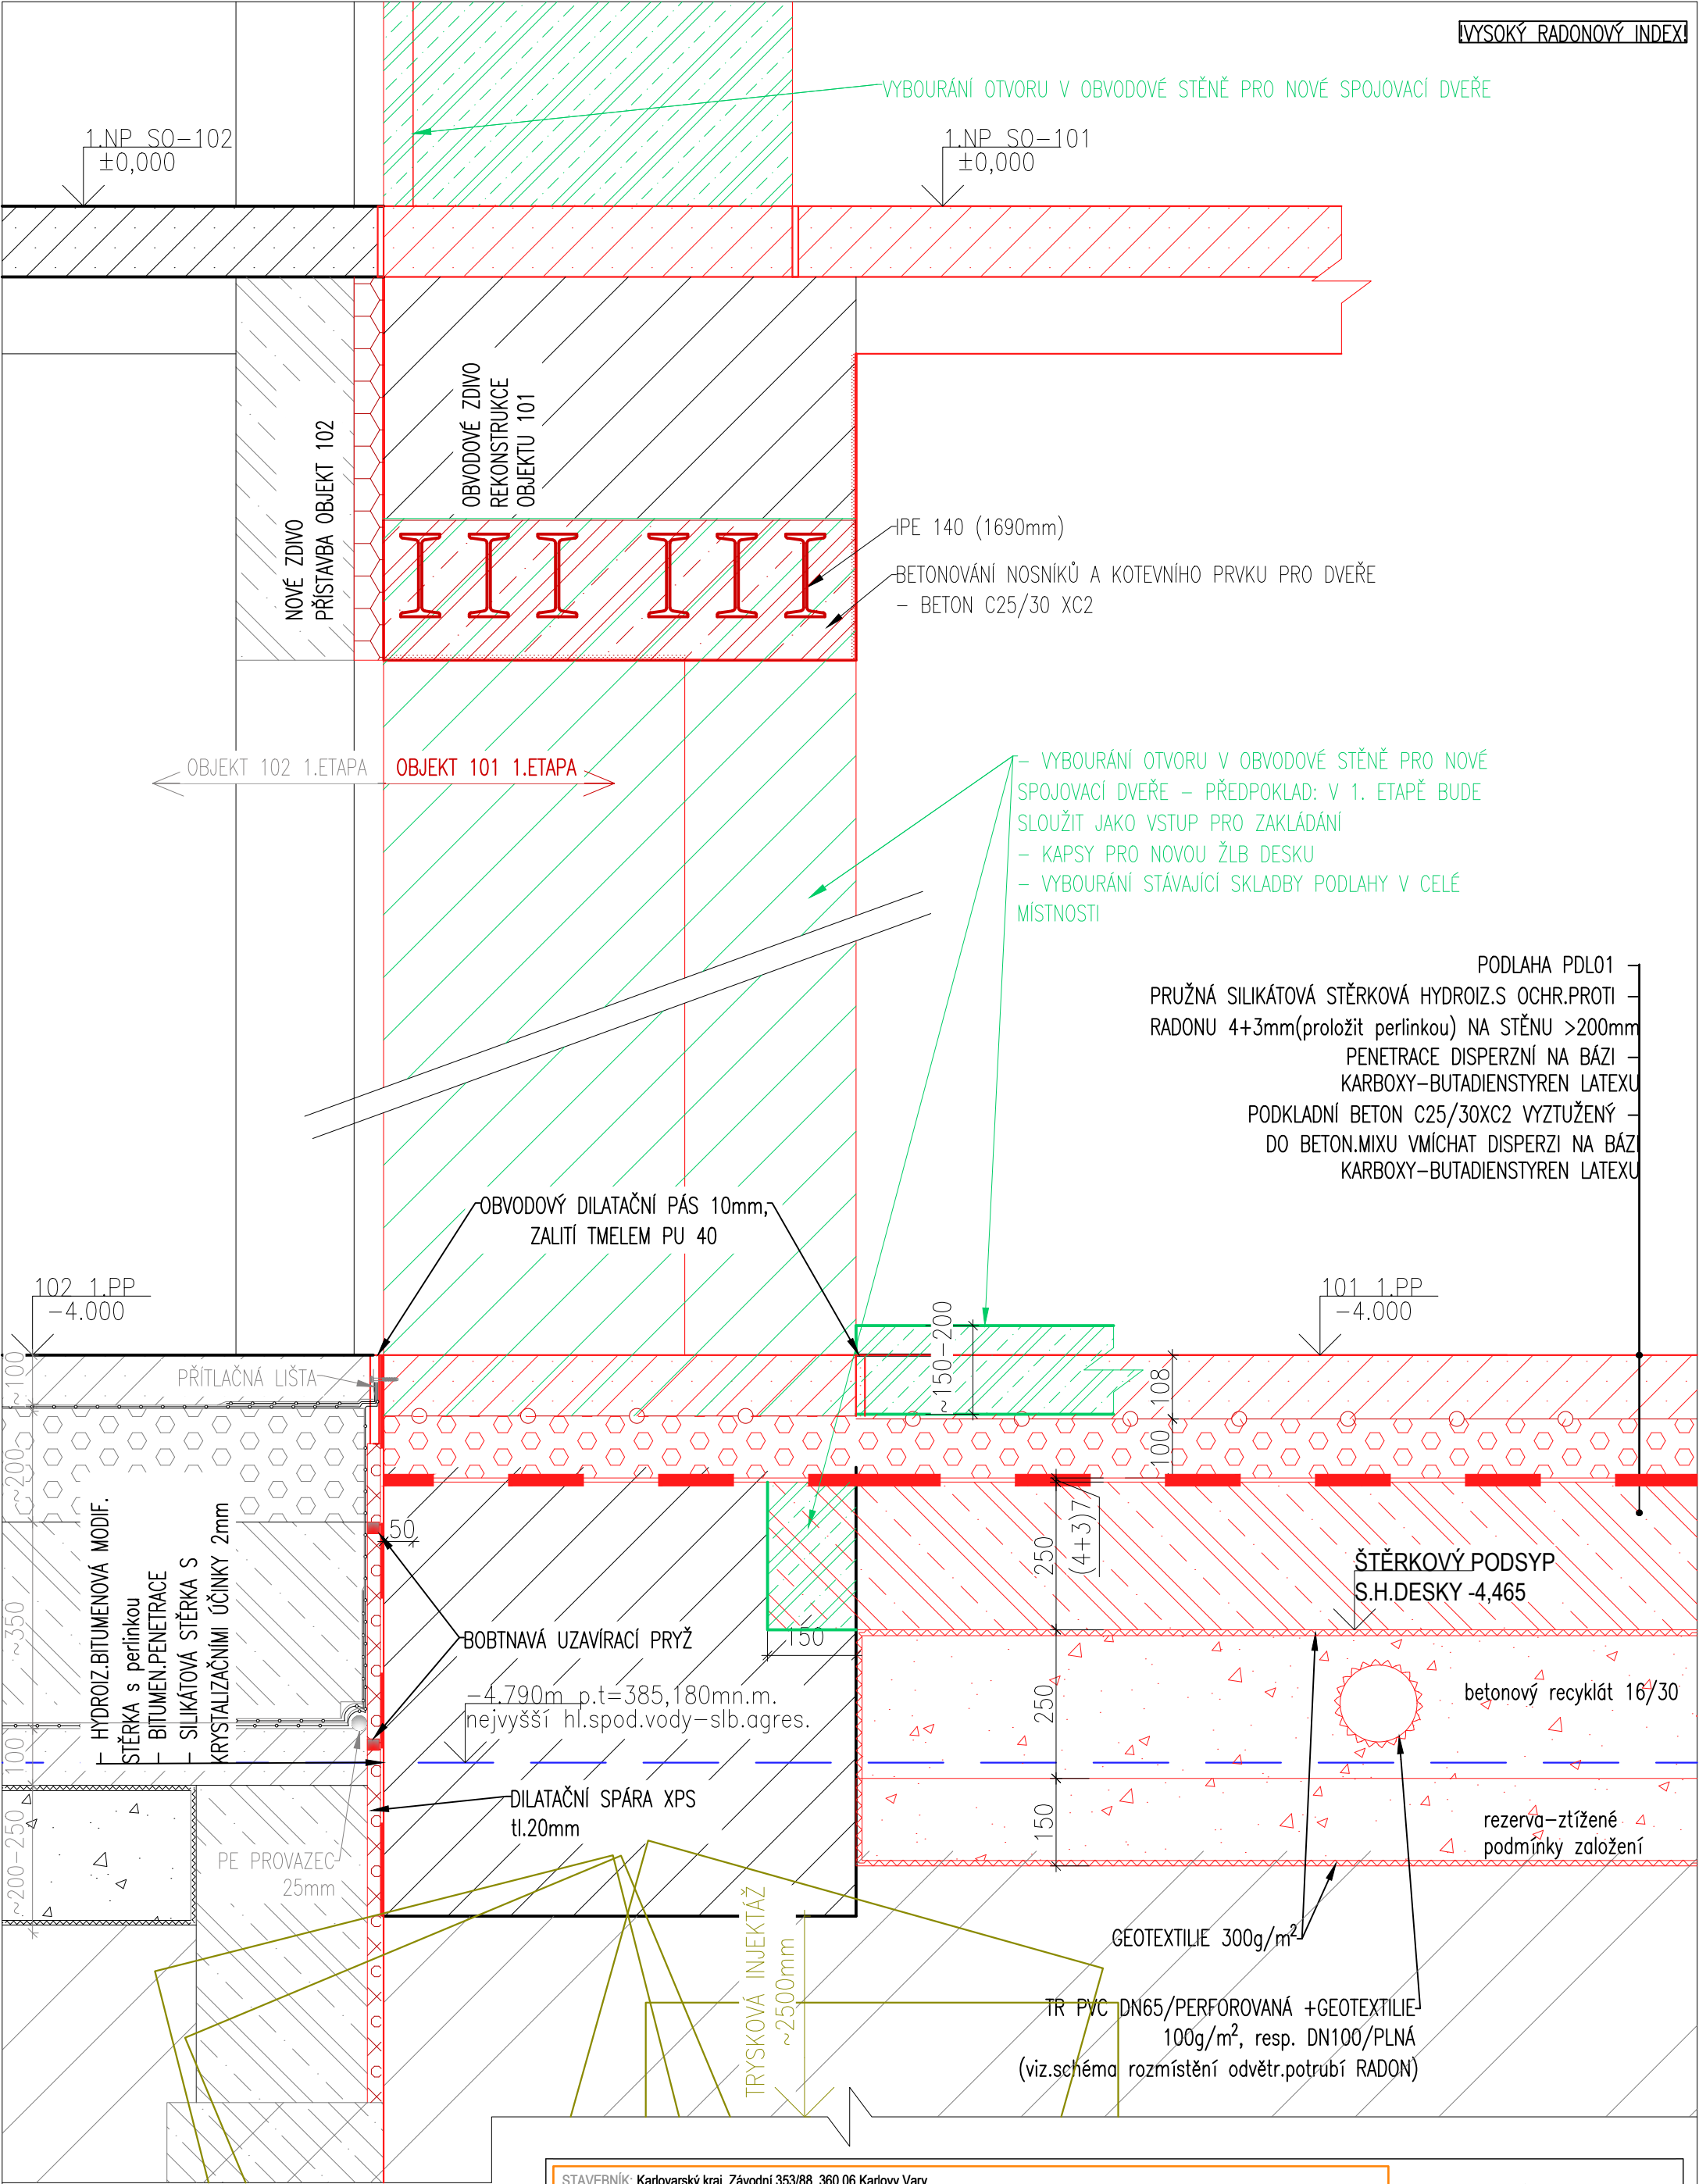 !VYSOKÝ RADONOVÝ INDEX!
VYBOURÁNÍ OTVORU V OBVODOVÉ STĚNĚ PRO NOVÉ SPOJOVACÍ DVEŘE
1.NP SO-102
±0,000
1.NP SO-101
±0,000
NOVÉ ZDIVO
PŘÍSTAVBA OBJEKT 102
OBVODOVÉ ZDIVO
REKONSTRUKCE
OBJEKTU 101
IPE 140 (1690mm)
BETONOVÁNÍ NOSNÍKŮ A KOTEVNÍHO PRVKU PRO DVEŘE
- BETON C25/30 XC2
OBJEKT 102 1.ETAPA
OBJEKT 101 1.ETAPA
- VYBOURÁNÍ OTVORU V OBVODOVÉ STĚNĚ PRO NOVÉ
SPOJOVACÍ DVEŘE - PŘEDPOKLAD: V 1. ETAPĚ BUDE
SLOUŽIT JAKO VSTUP PRO ZAKLÁDÁNÍ
- KAPSY PRO NOVOU ŽLB DESKU
- VYBOURÁNÍ STÁVAJÍCÍ SKLADBY PODLAHY V CELÉ
MÍSTNOSTI
PODLAHA PDL01
PRUŽNÁ SILIKÁTOVÁ STĚRKOVÁ HYDROIZ.S OCHR.PROTI
RADONU 4+3mm(proložit perlinkou) NA STĚNU >200mm
PENETRACE DISPERZNÍ NA BÁZI
KARBOXY-BUTADIENSTYREN LATEXU
PODKLADNÍ BETON C25/30XC2 VYZTUŽENÝ
DO BETON.MIXU VMÍCHAT DISPERZI NA BÁZI
KARBOXY-BUTADIENSTYREN LATEXU
OBVODOVÝ DILATAČNÍ PÁS 10mm,
ZALITÍ TMELEM PU 40
102 1.PP
-4.000
101 1.PP
-4.000
~100
~200
~350
100
~200-250
PŘÍTLAČNÁ LIŠTA
~150-200
108
100
250
(4+3)7
250
150
50
150
- HYDROIZ.BITUMENOVÁ MODIF.
STĚRKA s perlinkou
- BITUMEN.PENETRACE
- SILIKÁTOVÁ STĚRKA S
KRYSTALIZAČNÍMI ÚČINKY 2mm
ŠTĚRKOVÝ PODSYP
S.H.DESKY -4,465
BOBTNAVÁ UZAVÍRACÍ PRYŽ
-4.790m p.t=385,180mn.m.
nejvyšší hl.spod.vody-slb.agres.
betonový recyklát 16/30
DILATAČNÍ SPÁRA XPS
tl.20mm
rezerva-ztížené
podmínky založení
PE PROVAZEC
25mm
TRYSKOVÁ INJEKTÁŽ
~2500mm
GEOTEXTILIE 300g/m²
TR PVC DN65/PERFOROVANÁ +GEOTEXTILIE
100g/m², resp. DN100/PLNÁ
(viz.schéma rozmístění odvětr.potrubí RADON)
STAVEBNÍK: Karlovarský kraj, Závodní 353/88, 360 06 Karlovy Vary